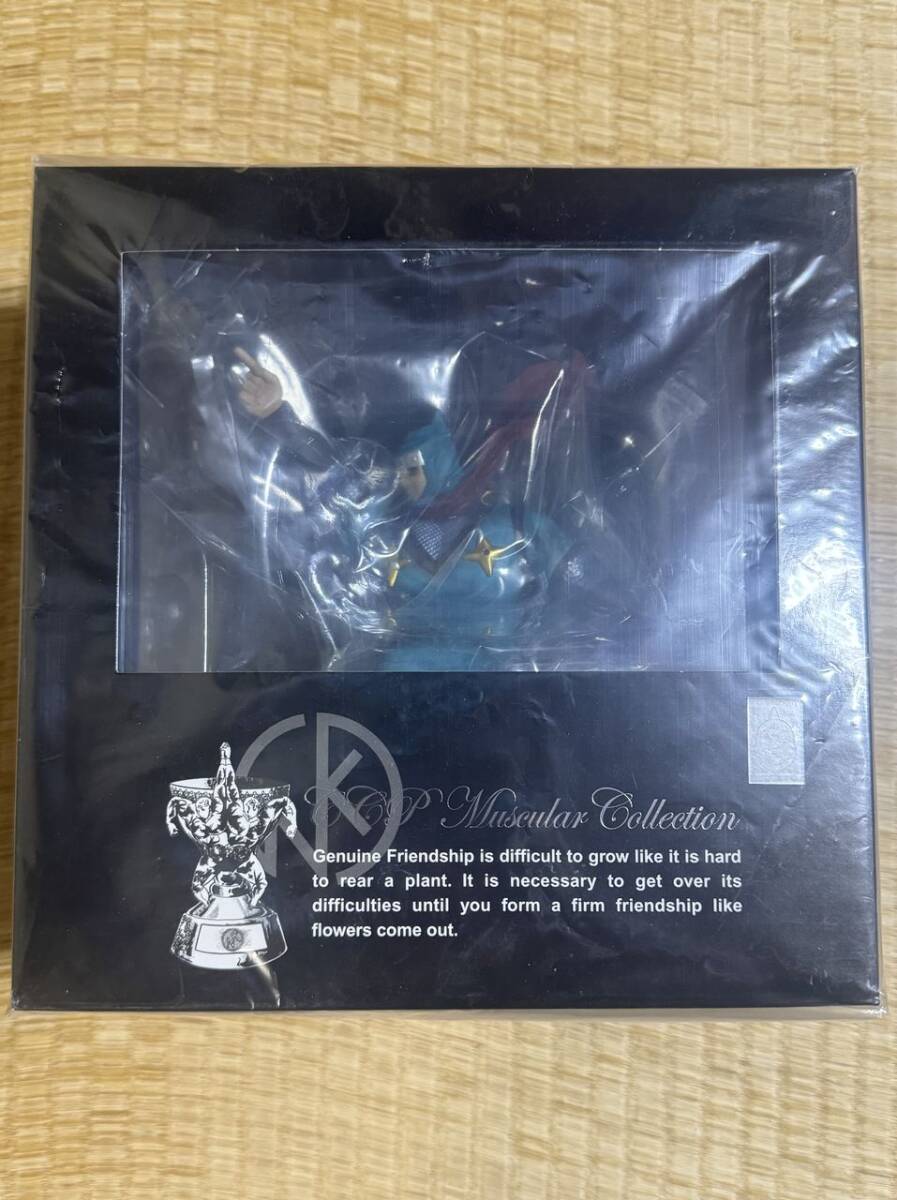 CCP Muscular Collection
Genuine Friendship is difficult to grow like it is hard
to rear a plant. It is necessary to get over its
difficulties until you form a firm friendship like
flowers come out.